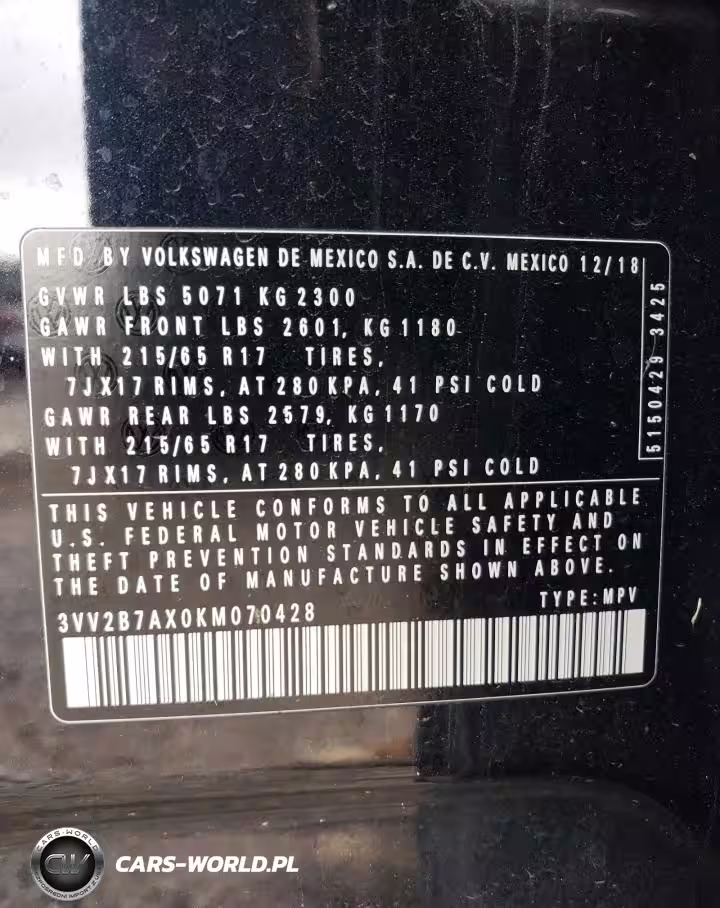 MFD BY VOLKSWAGEN DE MEXICO S.A. DE C.V. MEXICO 12/18
GVWR LBS 5071 KG 2300
GAWR FRONT LBS 2601, KG 1180
WITH 215/65 R17 TIRES,
7JX17 RIMS, AT 280 KPA, 41 PSI COLD
GAWR REAR LBS 2579, KG 1170
WITH 215/65 R17 TIRES,
7JX17 RIMS, AT 280 KPA, 41 PSI COLD
5150429 3425
THIS VEHICLE CONFORMS TO ALL APPLICABLE
U.S. FEDERAL MOTOR VEHICLE SAFETY AND
THEFT PREVENTION STANDARDS IN EFFECT ON
THE DATE OF MANUFACTURE SHOWN ABOVE.
TYPE: MPV
3VV2B7AX0KM070428
CARS-WORLD
CW
CARS-WORLD.PL